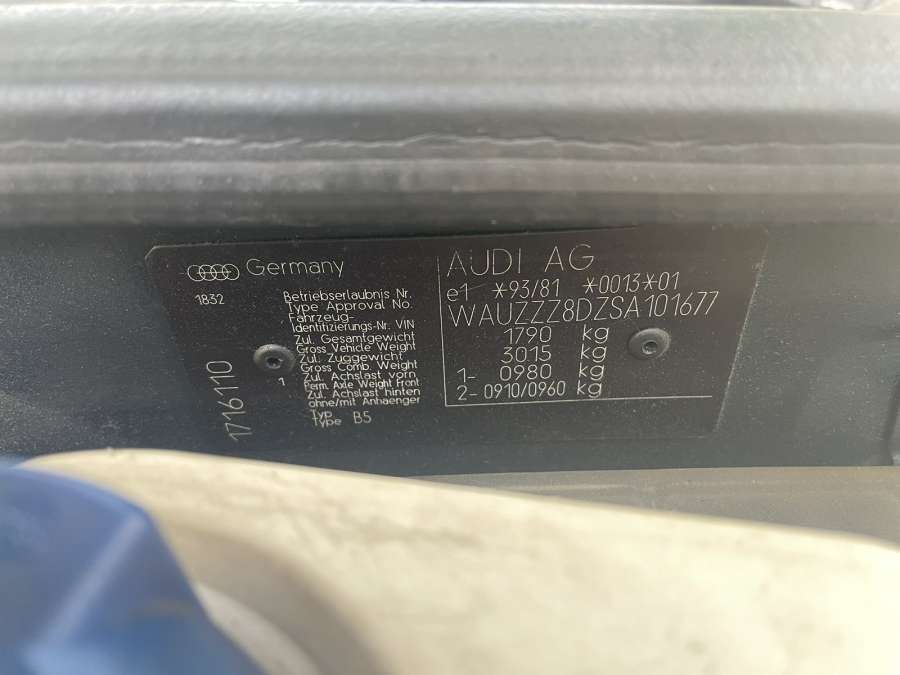 Germany
1832
Betriebserlaubnis Nr.
Type Approval No.
Fahrzeug-
Identifizierungs-Nr. VIN
Zul. Gesamtgewicht
Gross Vehicle Weight
Zul. Zuggewicht
Gross Comb. Weight
1 Zul. Achslast vorn
Perm. Axle Weight Front
Zul. Achslast hinten
ohne/mit Anhaenger
Typ
Type B5
1716110
AUDI AG
e1 *93/81 *0013*01
WAUZZZ8DZSA101677
1790 kg
3015 kg
1- 0980 kg
2- 0910/0960 kg